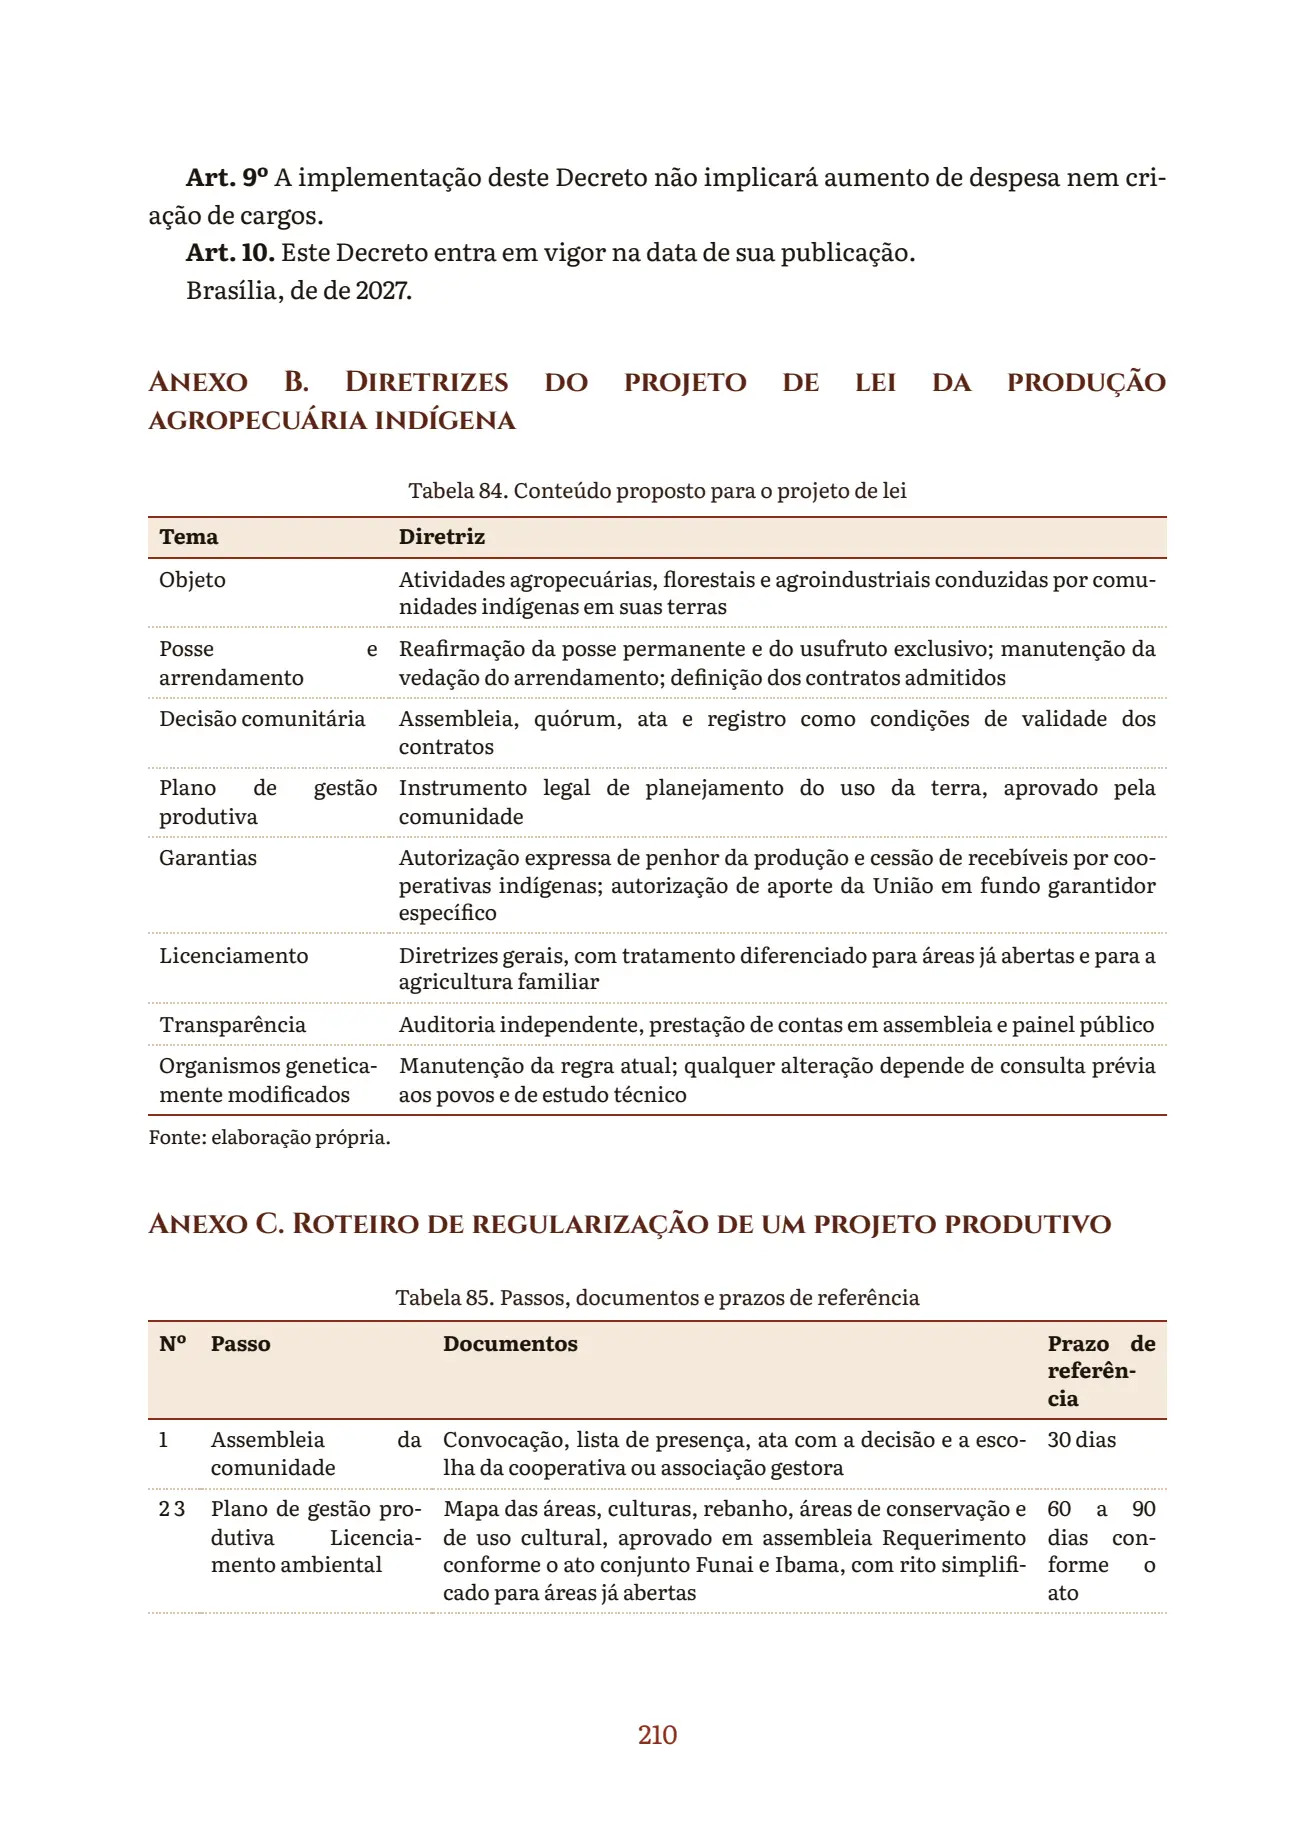 Art. 9º A implementação deste Decreto não implicará aumento de despesa nem cri-
ação de cargos.
Art. 10. Este Decreto entra em vigor na data de sua publicação.
Brasília, de de 2027.
Anexo B. Diretrizes do projeto de lei da produção
agropecuária indígena
Tabela 84. Conteúdo proposto para o projeto de lei
Tema Diretriz
Objeto Atividades agropecuárias, florestais e agroindustriais conduzidas por comu-
nidades indígenas em suas terras
Posse e Reafirmação da posse permanente e do usufruto exclusivo; manutenção da
arrendamento vedação do arrendamento; definição dos contratos admitidos
Decisão comunitária Assembleia, quórum, ata e registro como condições de validade dos
contratos
Plano de gestão Instrumento legal de planejamento do uso da terra, aprovado pela
produtiva comunidade
Garantias Autorização expressa de penhor da produção e cessão de recebíveis por coo-
perativas indígenas; autorização de aporte da União em fundo garantidor
específico
Licenciamento Diretrizes gerais, com tratamento diferenciado para áreas já abertas e para a
agricultura familiar
Transparência Auditoria independente, prestação de contas em assembleia e painel público
Organismos genetica- Manutenção da regra atual; qualquer alteração depende de consulta prévia
mente modificados aos povos e de estudo técnico
Fonte: elaboração própria.
Anexo C. Roteiro de regularização de um projeto produtivo
Tabela 85. Passos, documentos e prazos de referência
Nº Passo Documentos Prazo de
referên-
cia
1 Assembleia da Convocação, lista de presença, ata com a decisão e a esco- 30 dias
comunidade lha da cooperativa ou associação gestora
2 3 Plano de gestão pro- Mapa das áreas, culturas, rebanho, áreas de conservação e 60 a 90
dutiva Licencia- de uso cultural, aprovado em assembleia Requerimento dias con-
mento ambiental conforme o ato conjunto Funai e Ibama, com rito simplifi- forme o
cado para áreas já abertas ato
210